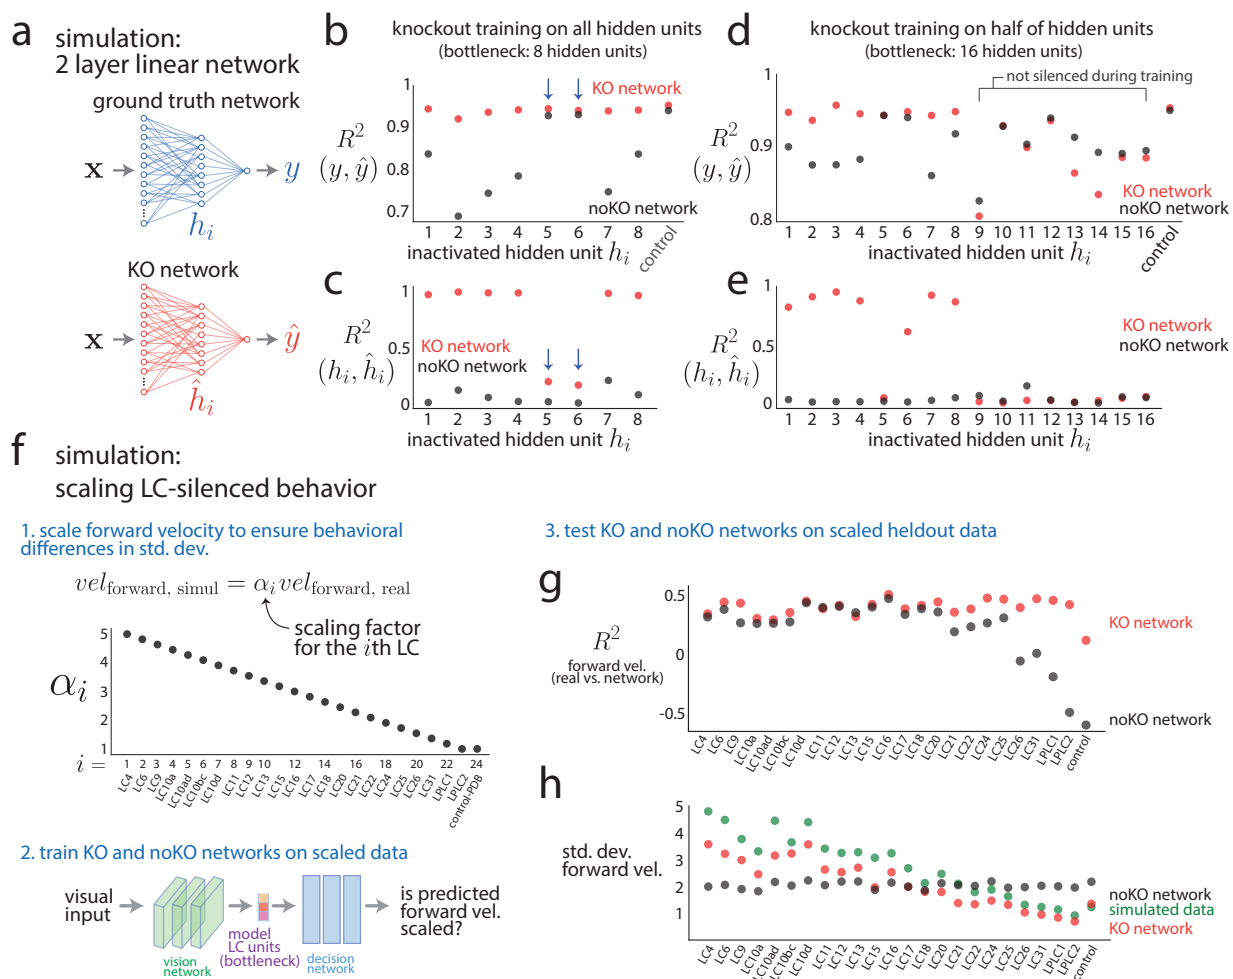 a
simulation:
2 layer linear network
ground truth network
x
y
h_i
KO network
x
ŷ
ĥ_i
b
knockout training on all hidden units
(bottleneck: 8 hidden units)
1
0.9
0.8
0.7
R²
(y, ŷ)
KO network
noKO network
1 2 3 4 5 6 7 8 control
inactivated hidden unit h_i
c
1
0.5
0
R²
(h_i, ĥ_i)
KO network
noKO network
1 2 3 4 5 6 7 8
inactivated hidden unit h_i
d
knockout training on half of hidden units
(bottleneck: 16 hidden units)
not silenced during training
1
0.9
0.8
R²
(y, ŷ)
KO network
noKO network
1 2 3 4 5 6 7 8 9 10 11 12 13 14 15 16 control
inactivated hidden unit h_i
e
1
0.5
0
R²
(h_i, ĥ_i)
KO network
noKO network
1 2 3 4 5 6 7 8 9 10 11 12 13 14 15 16
inactivated hidden unit h_i
f
simulation:
scaling LC-silenced behavior
1. scale forward velocity to ensure behavioral
differences in std. dev.
vel_forward, simul = α_i vel_forward, real
scaling factor
for the ith LC
5
4
3
2
1
α_i
i = 1 2 3 4 6 8 10 12 14 16 18 20 22 24
LC4 LC6 LC9 LC10a LC10ad LC10bc LC10d LC11 LC12 LC13 LC15 LC16 LC17 LC18 LC20 LC21 LC22 LC24 LC25 LC26 LC31 LPLC1 LPLC2 control-PDB
2. train KO and noKO networks on scaled data
visual
input
vision
network
model
LC units
(bottleneck)
decision
network
is predicted
forward vel.
scaled?
3. test KO and noKO networks on scaled heldout data
g
0.5
0
-0.5
R²
forward vel.
(real vs. network)
KO network
noKO network
LC4 LC6 LC9 LC10a LC10ad LC10bc LC10d LC11 LC12 LC13 LC15 LC16 LC17 LC18 LC20 LC21 LC22 LC24 LC25 LC26 LC31 LPLC1 LPLC2 control
h
5
4
3
2
1
std. dev.
forward vel.
noKO network
simulated data
KO network
LC4 LC6 LC9 LC10a LC10ad LC10bc LC10d LC11 LC12 LC13 LC15 LC16 LC17 LC18 LC20 LC21 LC22 LC24 LC25 LC26 LC31 LPLC1 LPLC2 control